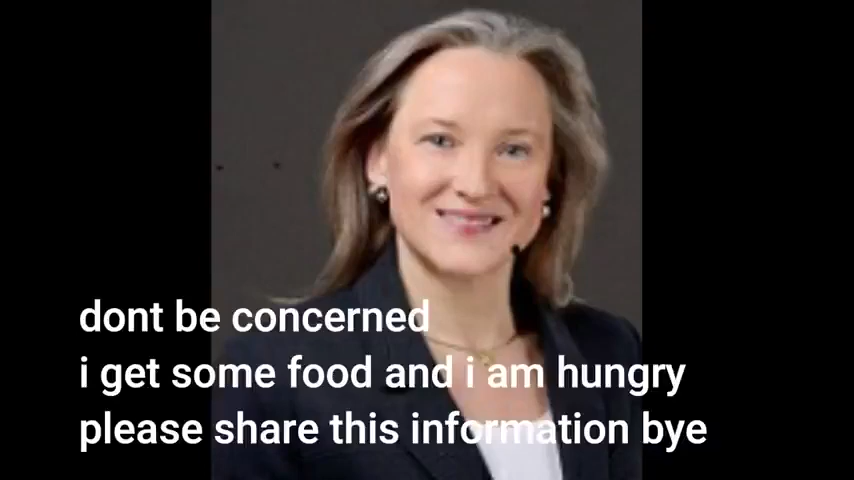 dont be concerned
i get some food and i am hungry
please share this information bye